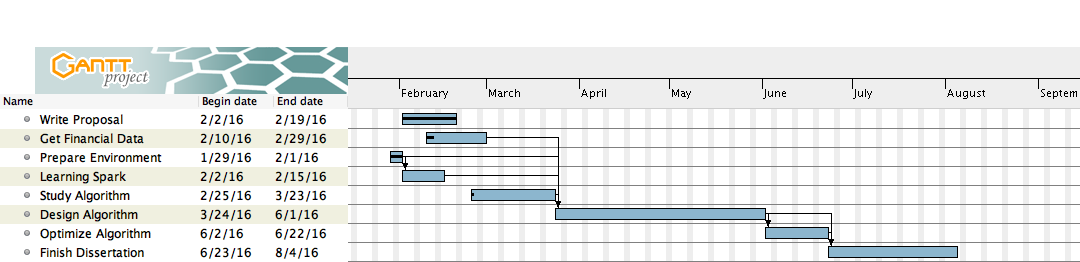 GANTT
project
February March April May June July August Septem
Name Begin date End date
Write Proposal 2/2/16 2/19/16
Get Financial Data 2/10/16 2/29/16
Prepare Environment 1/29/16 2/1/16
Learning Spark 2/2/16 2/15/16
Study Algorithm 2/25/16 3/23/16
Design Algorithm 3/24/16 6/1/16
Optimize Algorithm 6/2/16 6/22/16
Finish Dissertation 6/23/16 8/4/16